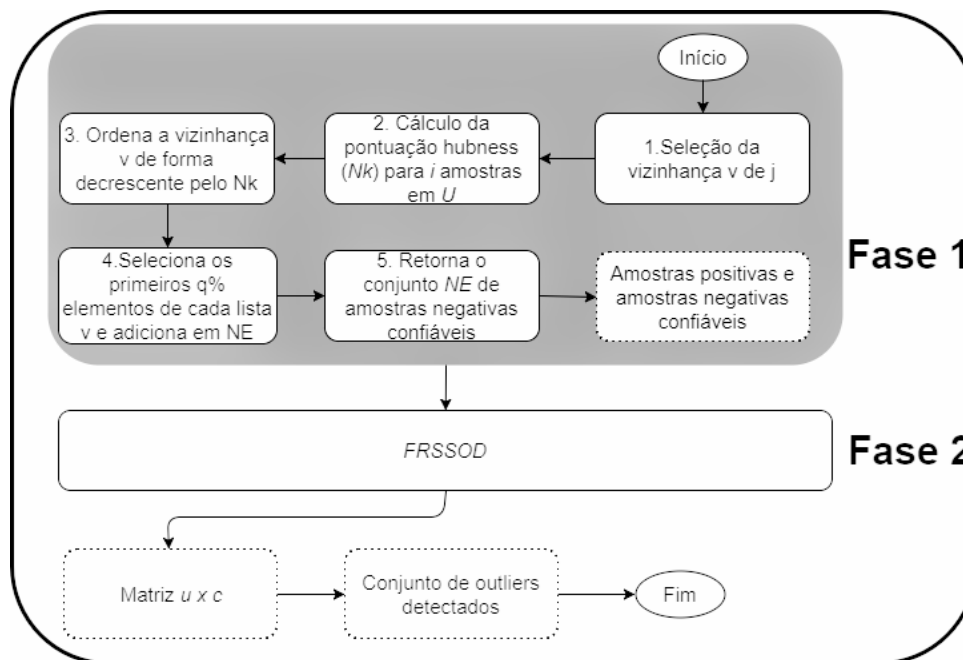 Início
1.Seleção da
vizinhança v de j
2. Cálculo da
pontuação hubness
(Nk) para i amostras
em U
3. Ordena a vizinhança
v de forma
decrescente pelo Nk
4.Seleciona os
primeiros q%
elementos de cada lista
v e adiciona em NE
5. Retorna o
conjunto NE de
amostras negativas
confiáveis
Amostras positivas e
amostras negativas
confiáveis
Fase 1
FRSSOD
Fase 2
Matriz u x c
Conjunto de outliers
detectados
Fim